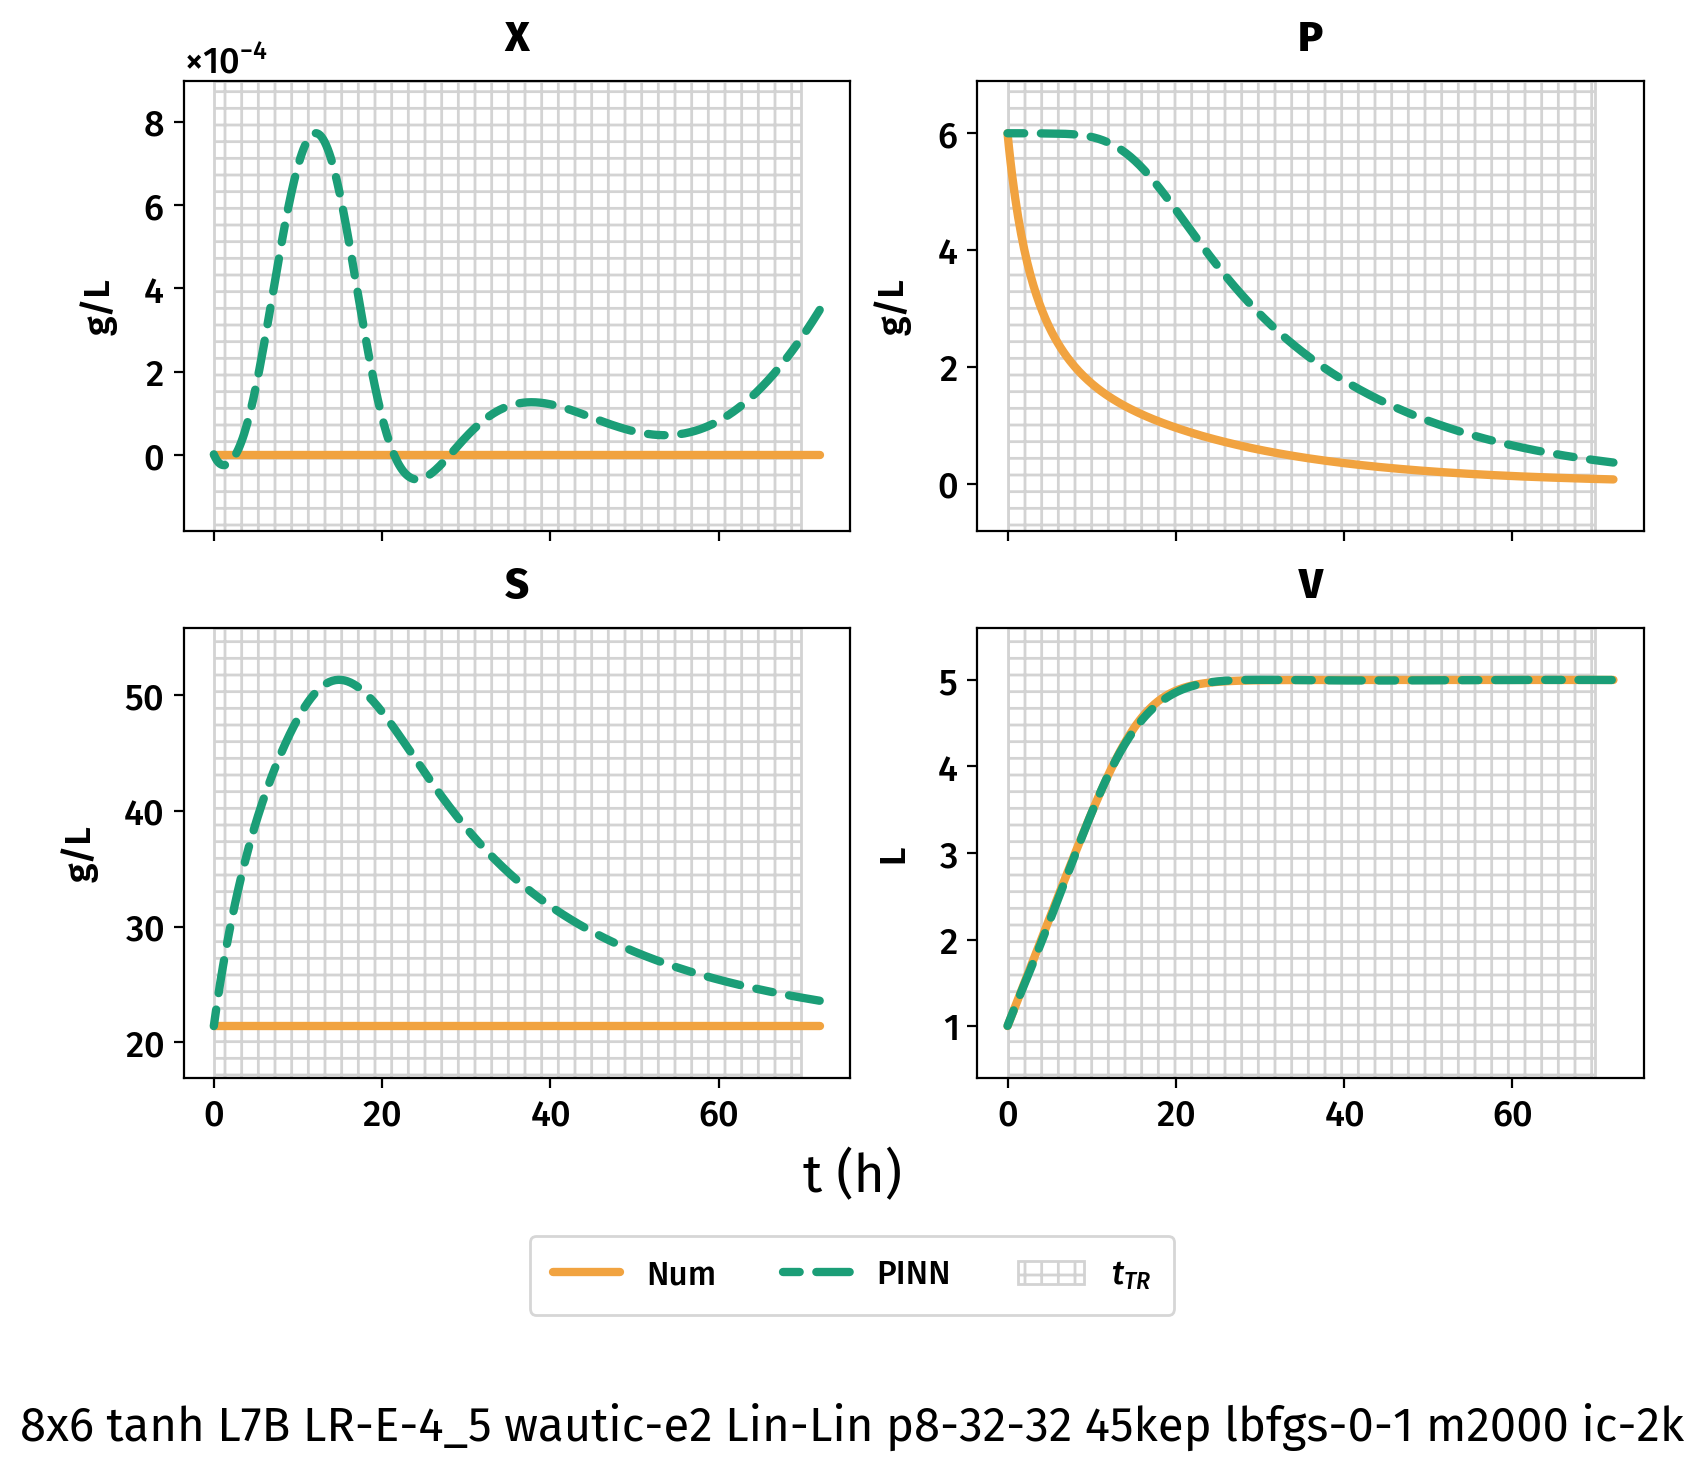 X
×10⁻⁴
8
6
4
2
0
g/L
P
6
4
2
0
g/L
S
50
40
30
20
g/L
0 20 40 60
V
5
4
3
2
1
L
0 20 40 60
t (h)
Num PINN tTR
8x6 tanh L7B LR-E-4_5 wautic-e2 Lin-Lin p8-32-32 45kep lbfgs-0-1 m2000 ic-2k